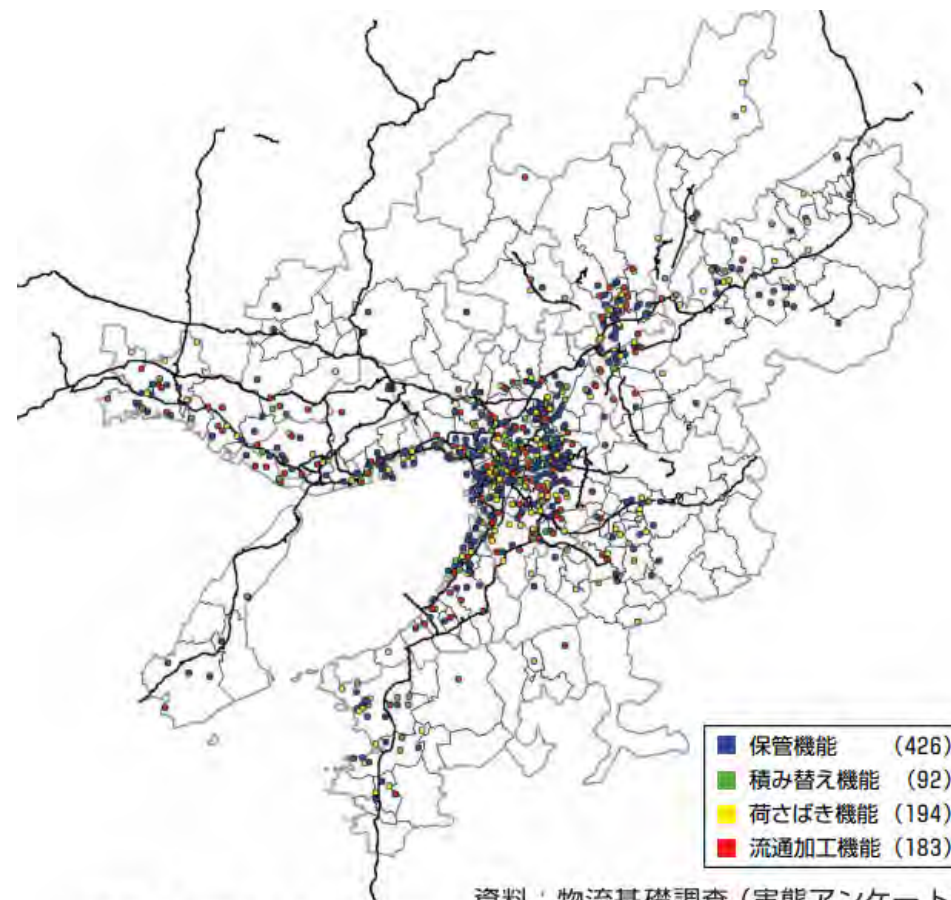 保管機能 (426)
積み替え機能 (92)
荷さばき機能 (194)
流通加工機能 (183)
資料:物流基礎調査(実態アンケート